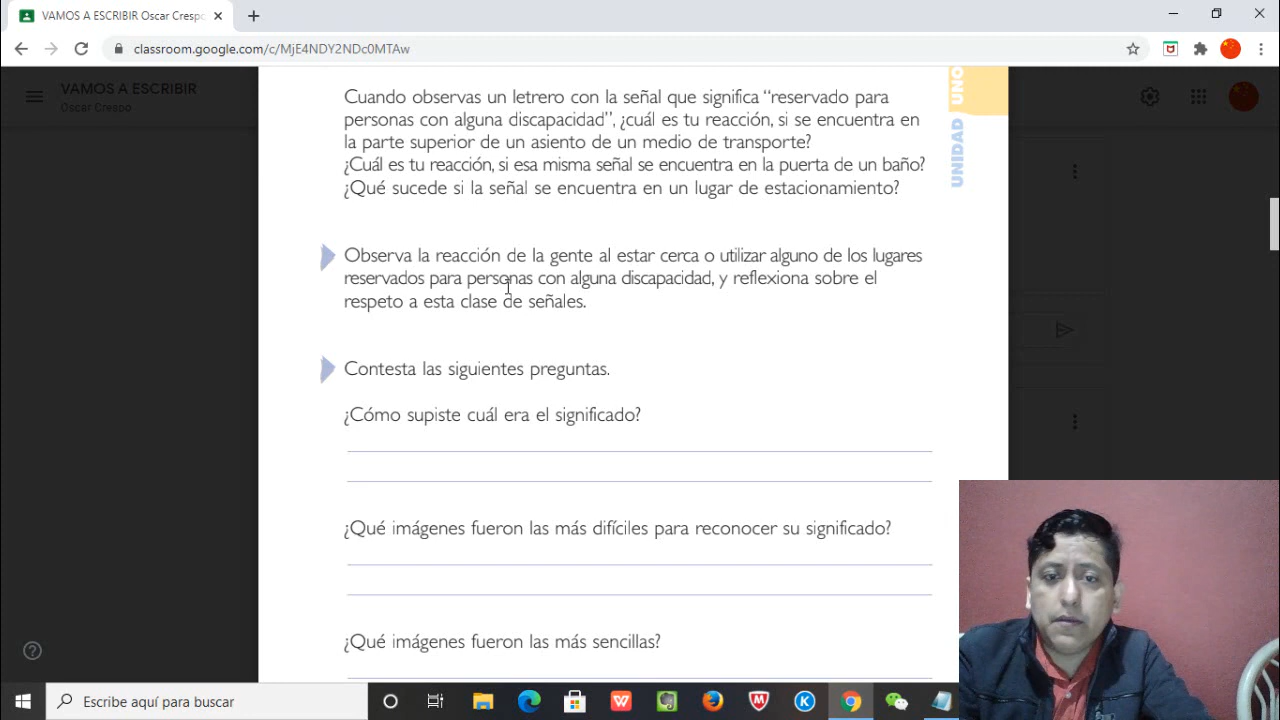 VAMOS A ESCRIBIR Oscar Crespo
classroom.google.com/c/MjE4NDY2NDc0MTAw
VAMOS A ESCRIBIR
Oscar Crespo
UNIDAD UNO
Cuando observas un letrero con la señal que significa “reservado para
personas con alguna discapacidad”, ¿cuál es tu reacción, si se encuentra en
la parte superior de un asiento de un medio de transporte?
¿Cuál es tu reacción, si esa misma señal se encuentra en la puerta de un baño?
¿Qué sucede si la señal se encuentra en un lugar de estacionamiento?
Observa la reacción de la gente al estar cerca o utilizar alguno de los lugares
reservados para personas con alguna discapacidad, y reflexiona sobre el
respeto a esta clase de señales.
Contesta las siguientes preguntas.
¿Cómo supiste cuál era el significado?
¿Qué imágenes fueron las más difíciles para reconocer su significado?
¿Qué imágenes fueron las más sencillas?
Escribe aquí para buscar